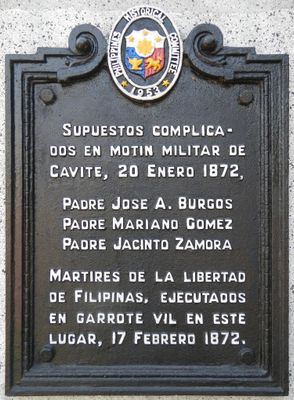 PHILIPPINES HISTORICAL COMMITTEE
1953
SUPUESTOS COMPLICA-
DOS EN MOTIN MILITAR DE
CAVITE, 20 ENERO 1872,
PADRE JOSE A. BURGOS
PADRE MARIANO GOMEZ
PADRE JACINTO ZAMORA
MARTIRES DE LA LIBERTAD
DE FILIPINAS, EJECUTADOS
EN GARROTE VIL EN ESTE
LUGAR, 17 FEBRERO 1872.